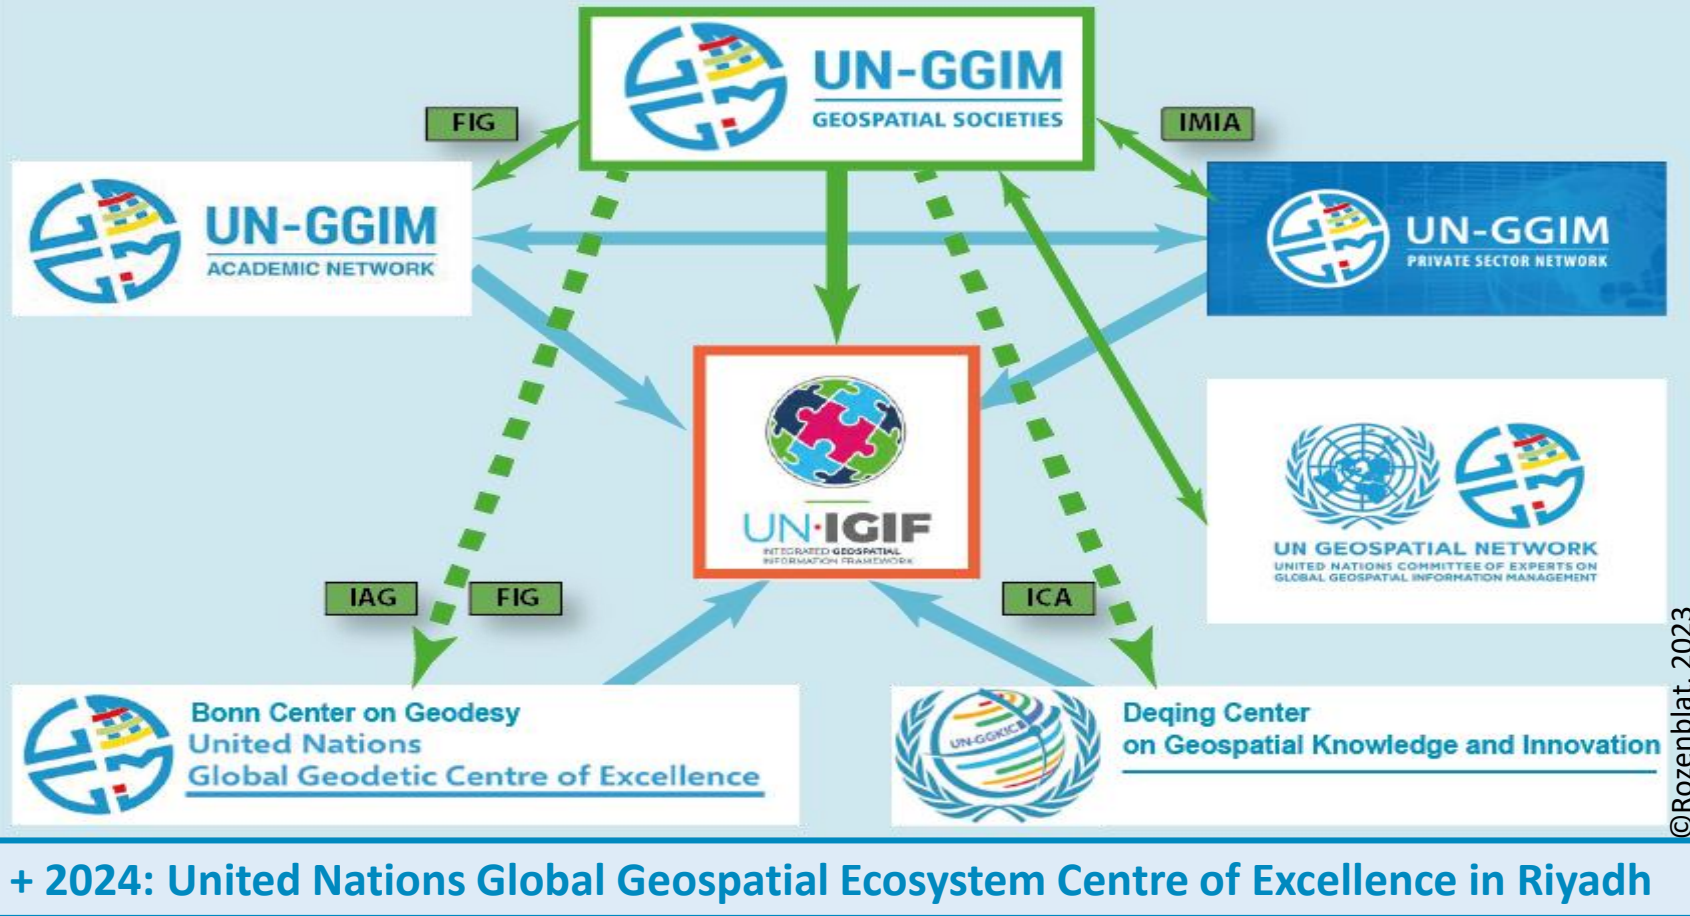 UN-GGIM
GEOSPATIAL SOCIETIES
FIG
IMIA
UN-GGIM
ACADEMIC NETWORK
UN-GGIM
PRIVATE SECTOR NETWORK
UN·IGIF
INTEGRATED GEOSPATIAL
INFORMATION FRAMEWORK
UN GEOSPATIAL NETWORK
UNITED NATIONS COMMITTEE OF EXPERTS ON
GLOBAL GEOSPATIAL INFORMATION MANAGEMENT
IAG
FIG
ICA
Bonn Center on Geodesy
United Nations
Global Geodetic Centre of Excellence
UN-GGKIC
Deqing Center
on Geospatial Knowledge and Innovation
©Rozenblat, 2023
+ 2024: United Nations Global Geospatial Ecosystem Centre of Excellence in Riyadh